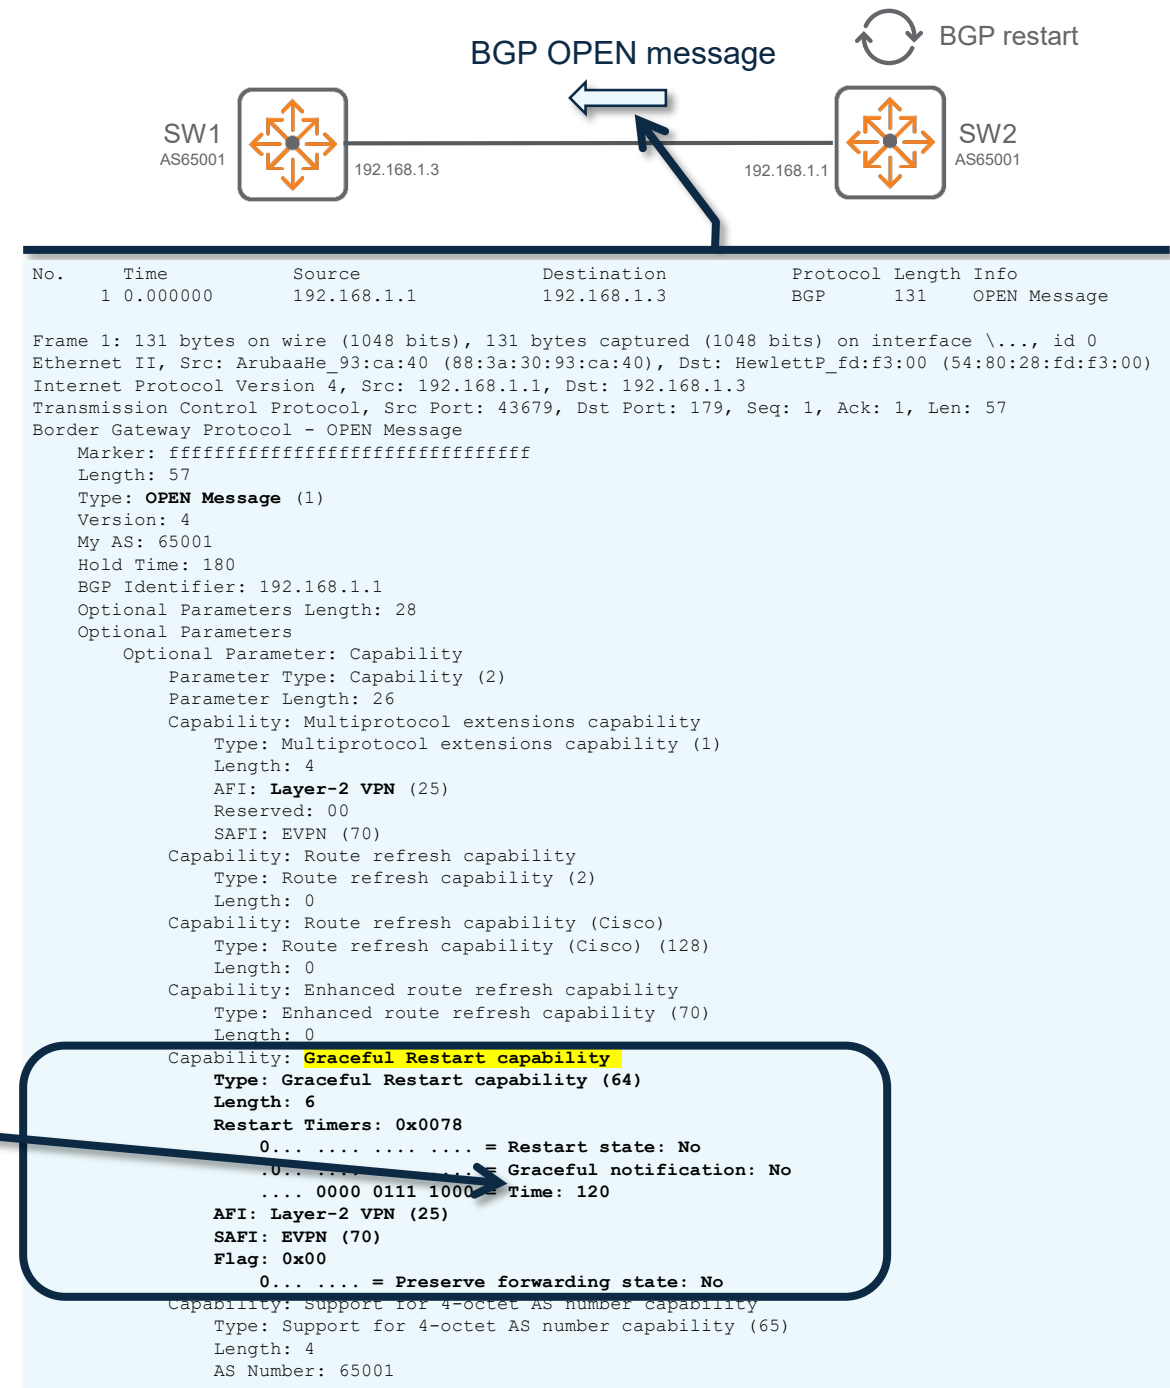 BGP OPEN message
BGP restart
SW1
AS65001
192.168.1.3
192.168.1.1
SW2
AS65001
No. Time Source Destination Protocol Length Info
1 0.000000 192.168.1.1 192.168.1.3 BGP 131 OPEN Message
Frame 1: 131 bytes on wire (1048 bits), 131 bytes captured (1048 bits) on interface \..., id 0
Ethernet II, Src: ArubaaHe_93:ca:40 (88:3a:30:93:ca:40), Dst: HewlettP_fd:f3:00 (54:80:28:fd:f3:00)
Internet Protocol Version 4, Src: 192.168.1.1, Dst: 192.168.1.3
Transmission Control Protocol, Src Port: 43679, Dst Port: 179, Seq: 1, Ack: 1, Len: 57
Border Gateway Protocol - OPEN Message
Marker: ffffffffffffffffffffffffffffffff
Length: 57
Type: OPEN Message (1)
Version: 4
My AS: 65001
Hold Time: 180
BGP Identifier: 192.168.1.1
Optional Parameters Length: 28
Optional Parameters
Optional Parameter: Capability
Parameter Type: Capability (2)
Parameter Length: 26
Capability: Multiprotocol extensions capability
Type: Multiprotocol extensions capability (1)
Length: 4
AFI: Layer-2 VPN (25)
Reserved: 00
SAFI: EVPN (70)
Capability: Route refresh capability
Type: Route refresh capability (2)
Length: 0
Capability: Route refresh capability (Cisco)
Type: Route refresh capability (Cisco) (128)
Length: 0
Capability: Enhanced route refresh capability
Type: Enhanced route refresh capability (70)
Length: 0
Capability: Graceful Restart capability
Type: Graceful Restart capability (64)
Length: 6
Restart Timers: 0x0078
0... .... .... .... = Restart state: No
.0.. .... .... .... = Graceful notification: No
.... 0000 0111 1000 = Time: 120
AFI: Layer-2 VPN (25)
SAFI: EVPN (70)
Flag: 0x00
0... .... = Preserve forwarding state: No
Capability: Support for 4-octet AS number capability
Type: Support for 4-octet AS number capability (65)
Length: 4
AS Number: 65001